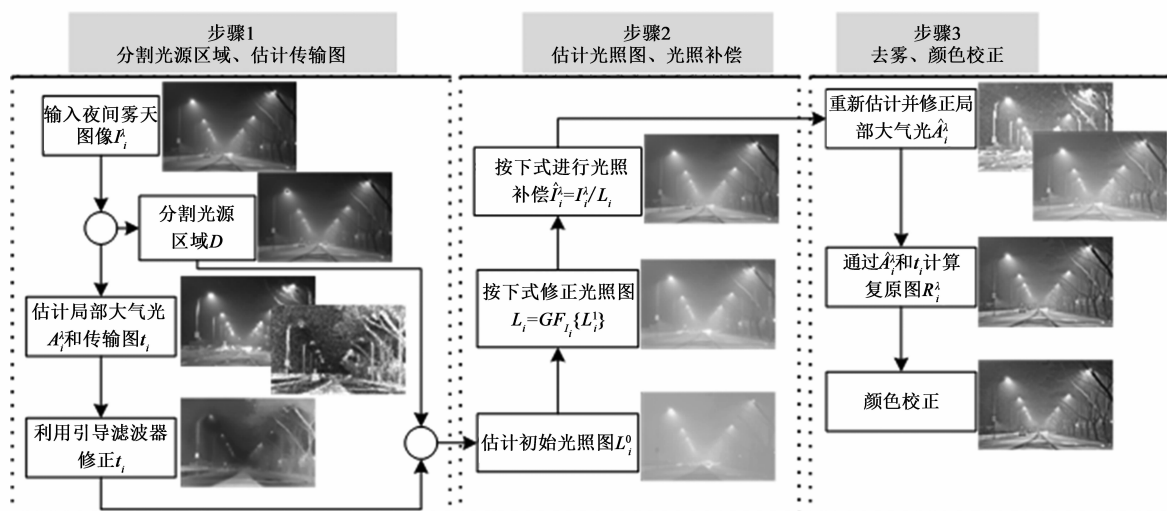 步骤1
分割光源区域、估计传输图
输入夜间雾天
图像I_i^λ
分割光源
区域D
估计局部大气光
A_i^λ和传输图t_i
利用引导滤波器
修正t_i
步骤2
估计光照图、光照补偿
按下式进行光照
补偿Î_i^λ=I_i^λ/L_i
按下式修正光照图
L_i=GF_{I_i}{L_i^1}
估计初始光照图L_i^0
步骤3
去雾、颜色校正
重新估计并修正局
部大气光Â_i^λ
通过Â_i^λ和t_i计算
复原图R_i^λ
颜色校正